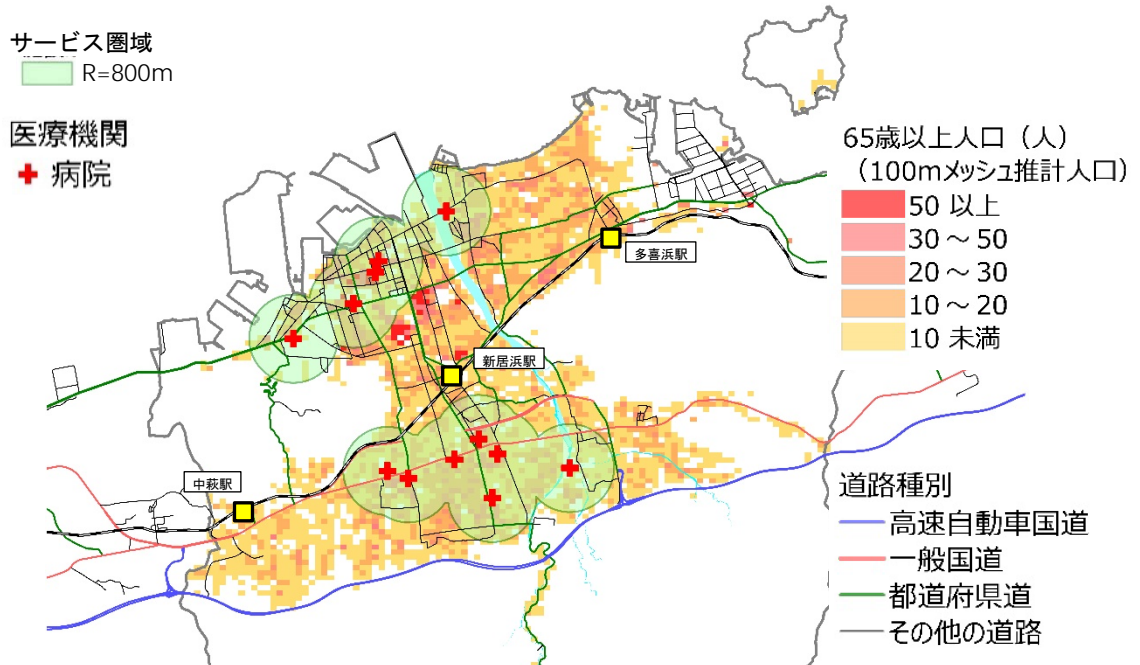 サービス圏域
R=800m
医療機関
病院
65歳以上人口（人）
（100mメッシュ推計人口）
50 以上
30～50
20～30
10～20
10 未満
多喜浜駅
新居浜駅
中萩駅
道路種別
高速自動車国道
一般国道
都道府県道
その他の道路